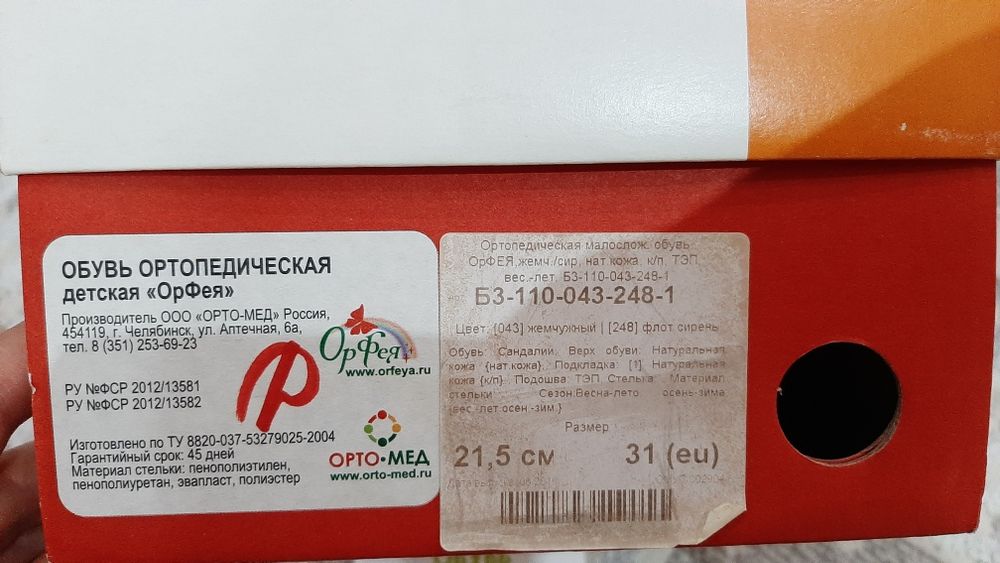 ОБУВЬ ОРТОПЕДИЧЕСКАЯ
детская «ОрФея»
Производитель ООО «ОРТО-МЕД» Россия,
454119, г. Челябинск, ул. Аптечная, 6а,
тел. 8 (351) 253-69-23
ОрФея
www.orfeya.ru
РУ №ФСР 2012/13581
РУ №ФСР 2012/13582
Р
Изготовлено по ТУ 8820-037-53279025-2004
Гарантийный срок: 45 дней
Материал стельки: пенополиэтилен,
пенополиуретан, эвапласт, полиэстер
ОРТО•МЕД
www.orto-med.ru
Ортопедическая малослож. обувь
ОрФЕЯ,жемч./сир, нат.кожа. к/п, ТЭП,
вес.-лет. Б3-110-043-248-1
Б3-110-043-248-1
Цвет: [043] жемчужный | [248] флот сирень
Обувь: Сандалии. Верх обуви: Натуральная
кожа {нат.кожа}. Подкладка: [1] Натуральная
кожа {к/п}. Подошва: ТЭП. Стелька: Материал
стельки: Сезон:Весна-лето осень-зима
{вес.-лет.осен.-зим.}
Размер
21,5 см 31 (eu)